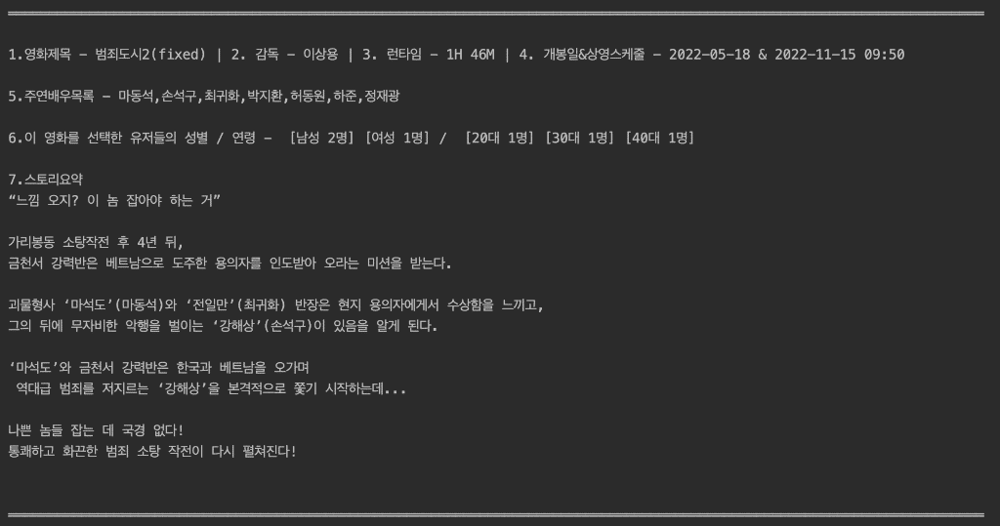 1.영화제목 - 범죄도시2(fixed) | 2. 감독 - 이상용 | 3. 런타임 - 1H 46M | 4. 개봉일&상영스케줄 - 2022-05-18 & 2022-11-15 09:50
5.주연배우목록 - 마동석,손석구,최귀화,박지환,허동원,하준,정재광
6.이 영화를 선택한 유저들의 성별 / 연령 -  [남성 2명] [여성 1명] /  [20대 1명] [30대 1명] [40대 1명]
7.스토리요약
“느낌 오지? 이 놈 잡아야 하는 거”
가리봉동 소탕작전 후 4년 뒤,
금천서 강력반은 베트남으로 도주한 용의자를 인도받아 오라는 미션을 받는다.
괴물형사 ‘마석도’(마동석)와 ‘전일만’(최귀화) 반장은 현지 용의자에게서 수상함을 느끼고,
그의 뒤에 무자비한 악행을 벌이는 ‘강해상’(손석구)이 있음을 알게 된다.
‘마석도’와 금천서 강력반은 한국과 베트남을 오가며
역대급 범죄를 저지르는 ‘강해상’을 본격적으로 쫓기 시작하는데...
나쁜 놈들 잡는 데 국경 없다!
통쾌하고 화끈한 범죄 소탕 작전이 다시 펼쳐진다!